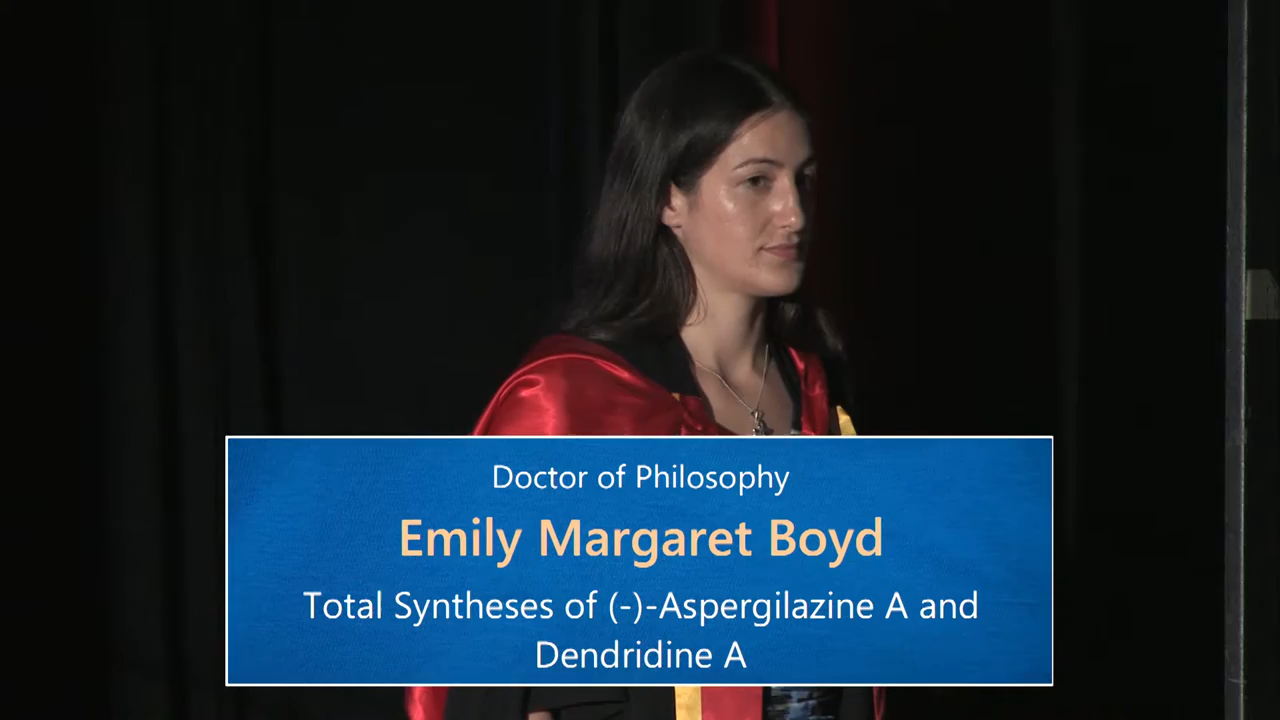 Doctor of Philosophy
Emily Margaret Boyd
Total Syntheses of (-)-Aspergilazine A and
Dendridine A